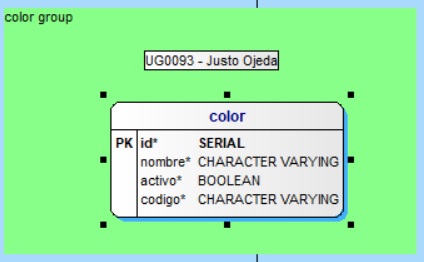 color group
UG0093 - Justo Ojeda
color
PK id* SERIAL
nombre* CHARACTER VARYING
activo* BOOLEAN
codigo* CHARACTER VARYING